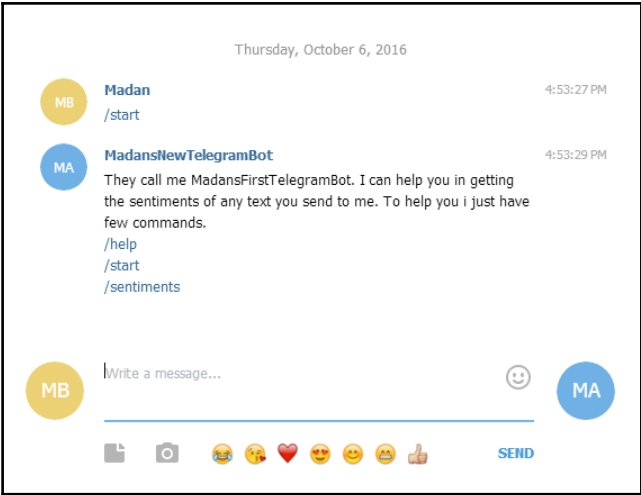 Thursday, October 6, 2016
MB
Madan
4:53:27 PM
/start
MA
MadansNewTelegramBot
4:53:29 PM
They call me MadansFirstTelegramBot. I can help you in getting
the sentiments of any text you send to me. To help you i just have
few commands.
/help
/start
/sentiments
MB
Write a message...
MA
SEND